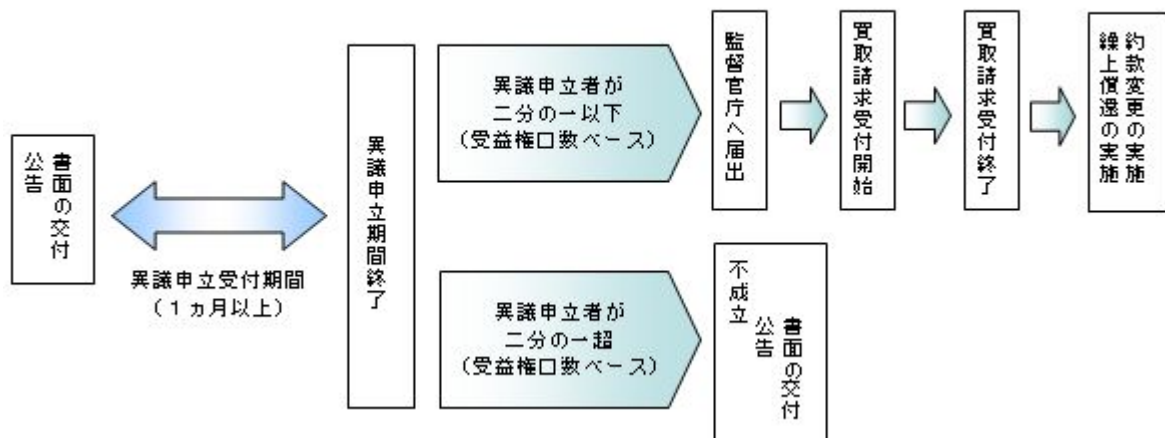 書面の交付
公告
異議申立受付期間
（１ヵ月以上）
異議申立期間終了
異議申立者が
二分の一以下
（受益権口数ベース）
監督官庁へ届出
買取請求受付開始
買取請求受付終了
約款変更の実施
繰上償還の実施
異議申立者が
二分の一超
（受益権口数ベース）
不成立
書面の交付
公告